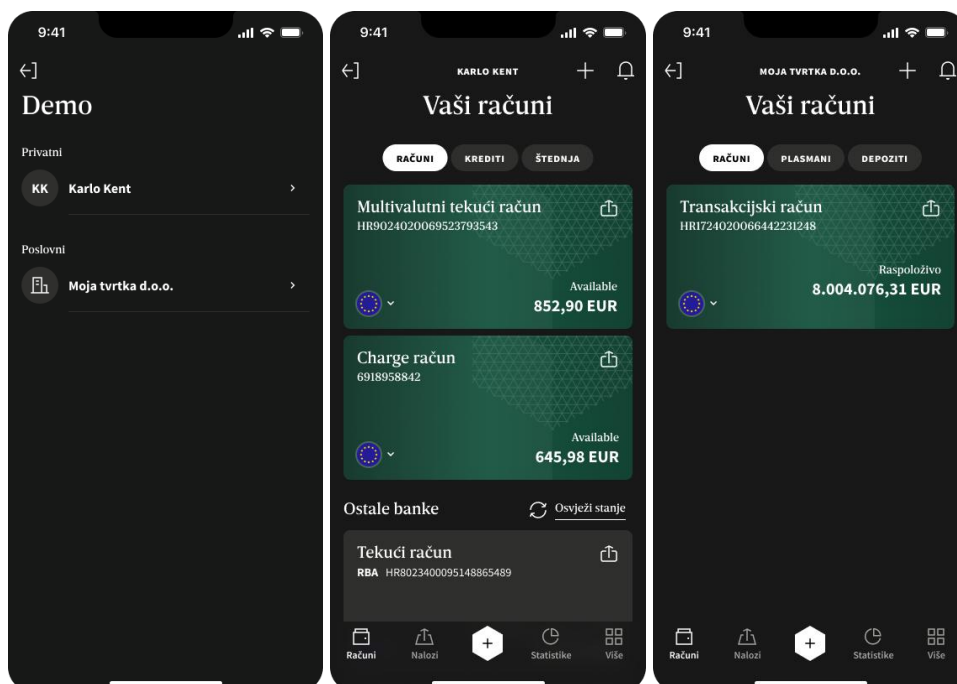 9:41
Demo
Privatni
KK Karlo Kent
Poslovni
Moja tvrtka d.o.o.
9:41
KARLO KENT
Vaši računi
RAČUNI KREDITI ŠTEDNJA
Multivalutni tekući račun
HR9024020069523793543
Available
852,90 EUR
Charge račun
6918958842
Available
645,98 EUR
Ostale banke Osvježi stanje
Tekući račun
RBA HR8023400095148865489
Računi Nalozi Statistike Više
9:41
MOJA TVRTKA D.O.O.
Vaši računi
RAČUNI PLASMANI DEPOZITI
Transakcijski račun
HR1724020066442231248
Raspoloživo
8.004.076,31 EUR
Računi Nalozi Statistike Više